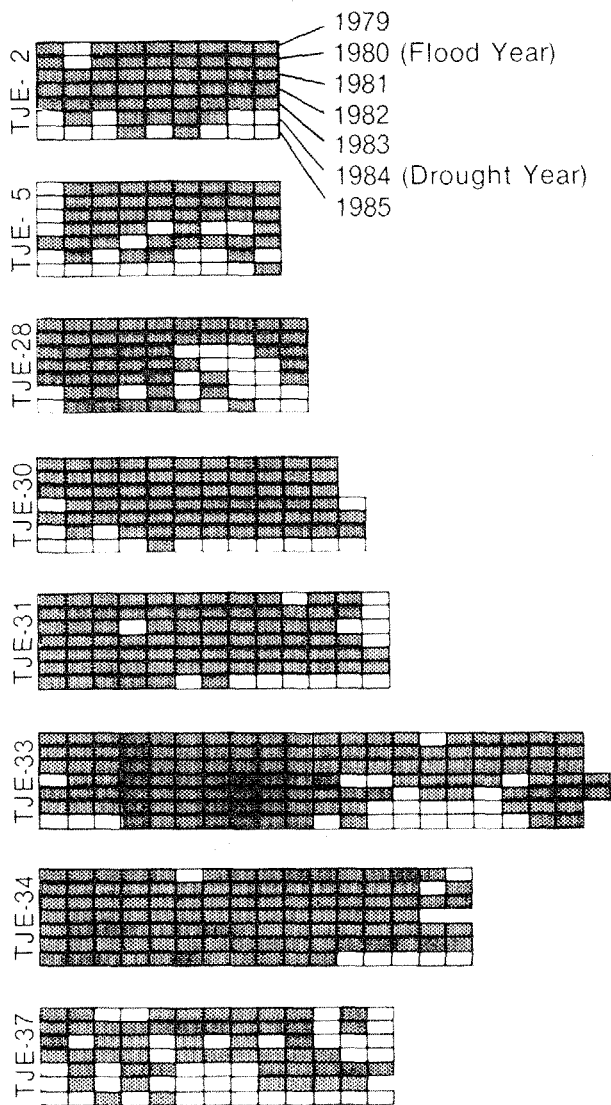 1979
1980 (Flood Year)
1981
1982
1983
1984 (Drought Year)
1985
TJE- 2
TJE- 5
TJE-28
TJE-30
TJE-31
TJE-33
TJE-34
TJE-37